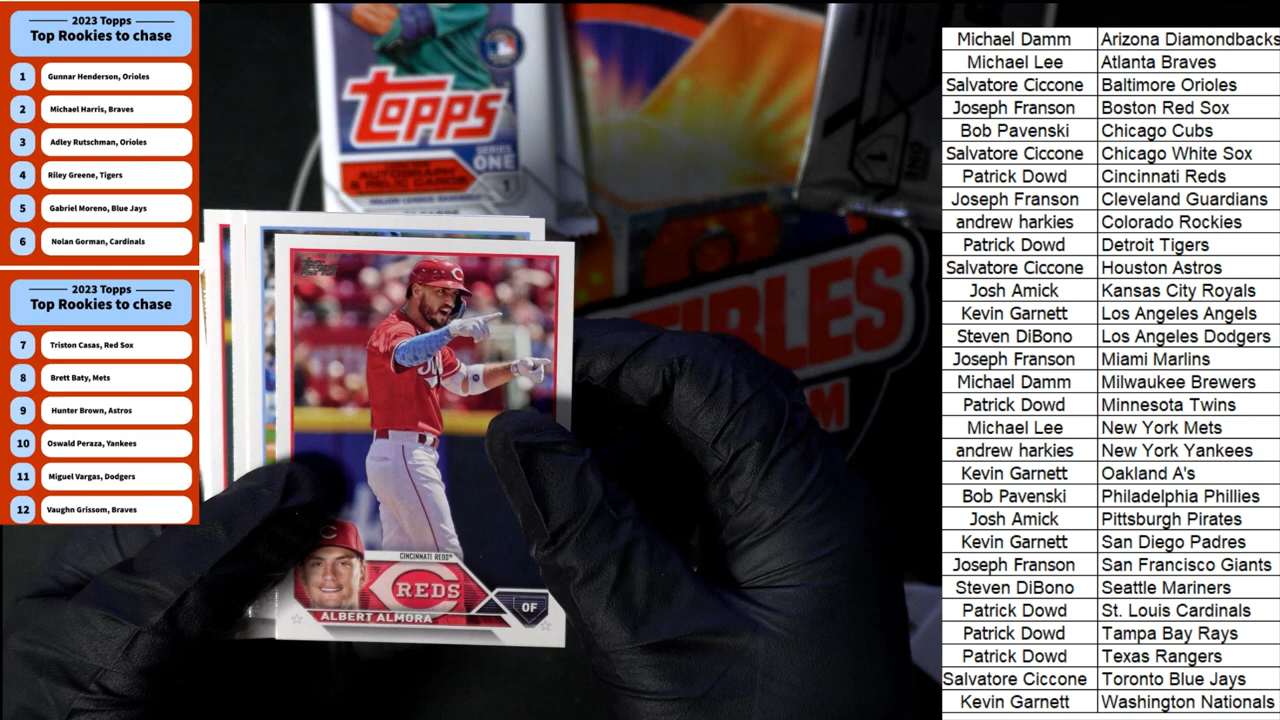 2023 Topps
Top Rookies to chase
1 Gunnar Henderson, Orioles
2 Michael Harris, Braves
3 Adley Rutschman, Orioles
4 Riley Greene, Tigers
5 Gabriel Moreno, Blue Jays
6 Nolan Gorman, Cardinals
2023 Topps
Top Rookies to chase
7 Triston Casas, Red Sox
8 Brett Baty, Mets
9 Hunter Brown, Astros
10 Oswald Peraza, Yankees
11 Miguel Vargas, Dodgers
12 Vaughn Grissom, Braves
topps
SERIES
ONE
AUTOGRAPH
& RELIC CARDS
MAJOR LEAGUE BASEBALL
IBLES
M
Topps
CINCINNATI REDS
REDS
OF
ALBERT ALMORA
Michael Damm Arizona Diamondbacks
Michael Lee Atlanta Braves
Salvatore Ciccone Baltimore Orioles
Joseph Franson Boston Red Sox
Bob Pavenski Chicago Cubs
Salvatore Ciccone Chicago White Sox
Patrick Dowd Cincinnati Reds
Joseph Franson Cleveland Guardians
andrew harkies Colorado Rockies
Patrick Dowd Detroit Tigers
Salvatore Ciccone Houston Astros
Josh Amick Kansas City Royals
Kevin Garnett Los Angeles Angels
Steven DiBono Los Angeles Dodgers
Joseph Franson Miami Marlins
Michael Damm Milwaukee Brewers
Patrick Dowd Minnesota Twins
Michael Lee New York Mets
andrew harkies New York Yankees
Kevin Garnett Oakland A's
Bob Pavenski Philadelphia Phillies
Josh Amick Pittsburgh Pirates
Kevin Garnett San Diego Padres
Joseph Franson San Francisco Giants
Steven DiBono Seattle Mariners
Patrick Dowd St. Louis Cardinals
Patrick Dowd Tampa Bay Rays
Patrick Dowd Texas Rangers
Salvatore Ciccone Toronto Blue Jays
Kevin Garnett Washington Nationals